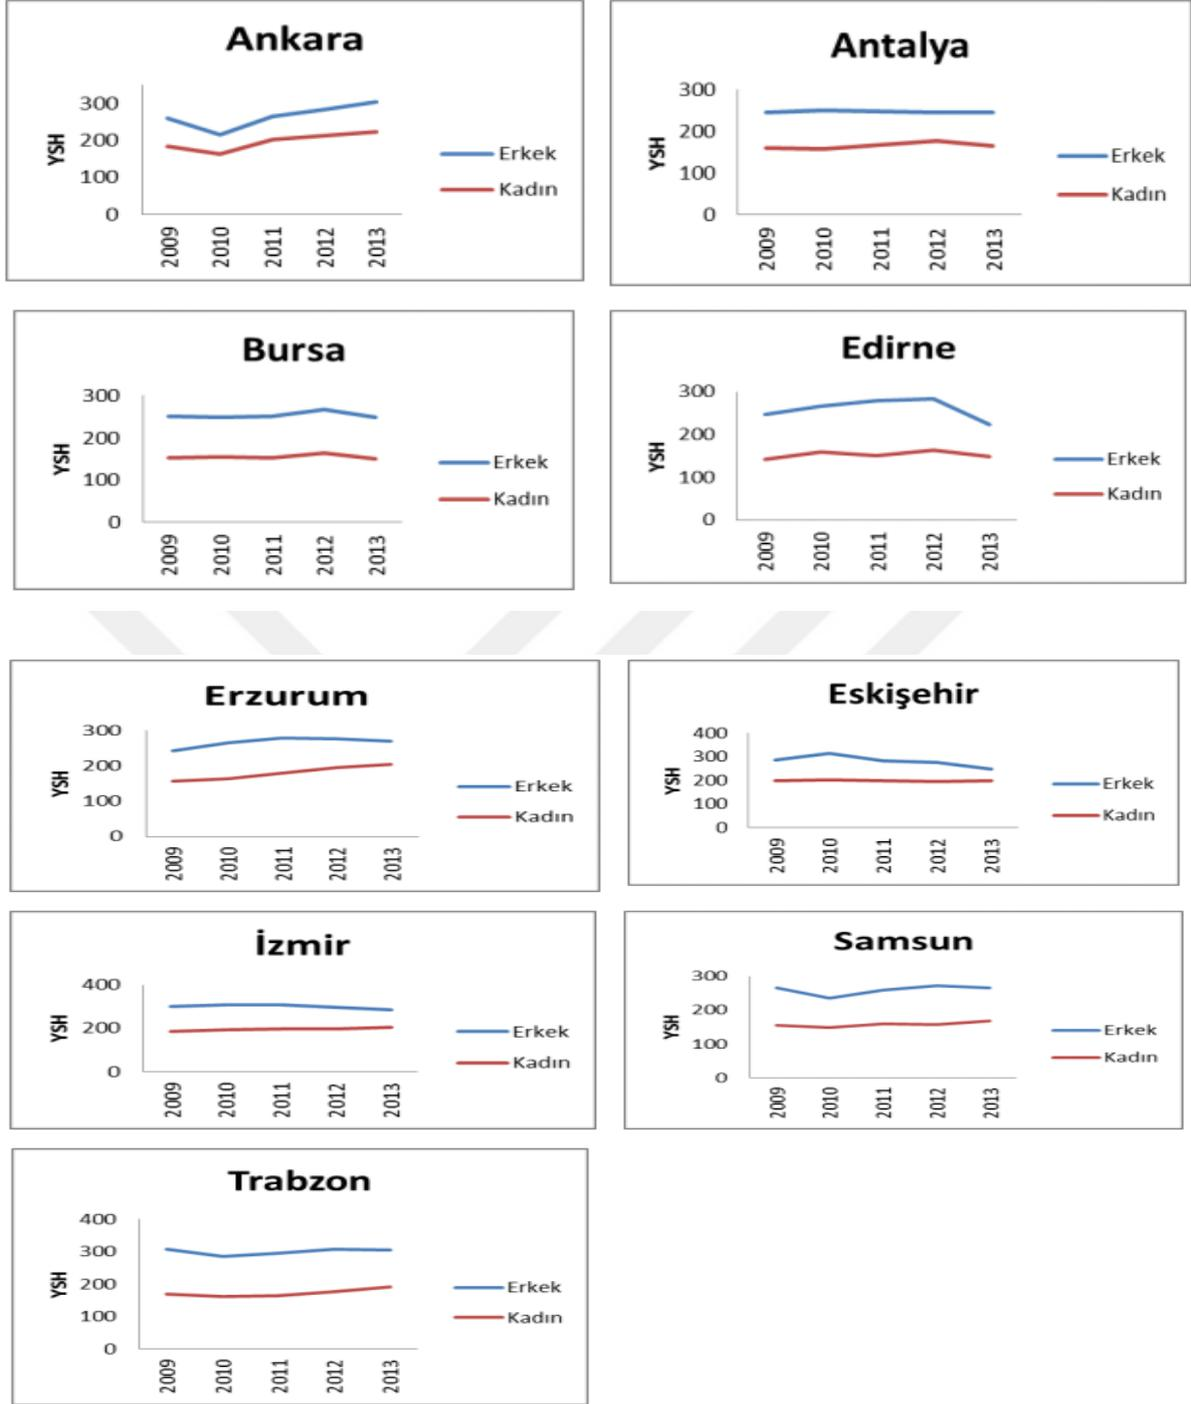 Ankara
YSH
300
200
100
0
2009
2010
2011
2012
2013
Erkek
Kadın
Antalya
YSH
300
200
100
0
2009
2010
2011
2012
2013
Erkek
Kadın
Bursa
YSH
300
200
100
0
2009
2010
2011
2012
2013
Erkek
Kadın
Edirne
YSH
300
200
100
0
2009
2010
2011
2012
2013
Erkek
Kadın
Erzurum
YSH
300
200
100
0
2009
2010
2011
2012
2013
Erkek
Kadın
Eskişehir
YSH
400
300
200
100
0
2009
2010
2011
2012
2013
Erkek
Kadın
İzmir
YSH
400
200
0
2009
2010
2011
2012
2013
Erkek
Kadın
Samsun
YSH
300
200
100
0
2009
2010
2011
2012
2013
Erkek
Kadın
Trabzon
YSH
400
300
200
100
0
2009
2010
2011
2012
2013
Erkek
Kadın